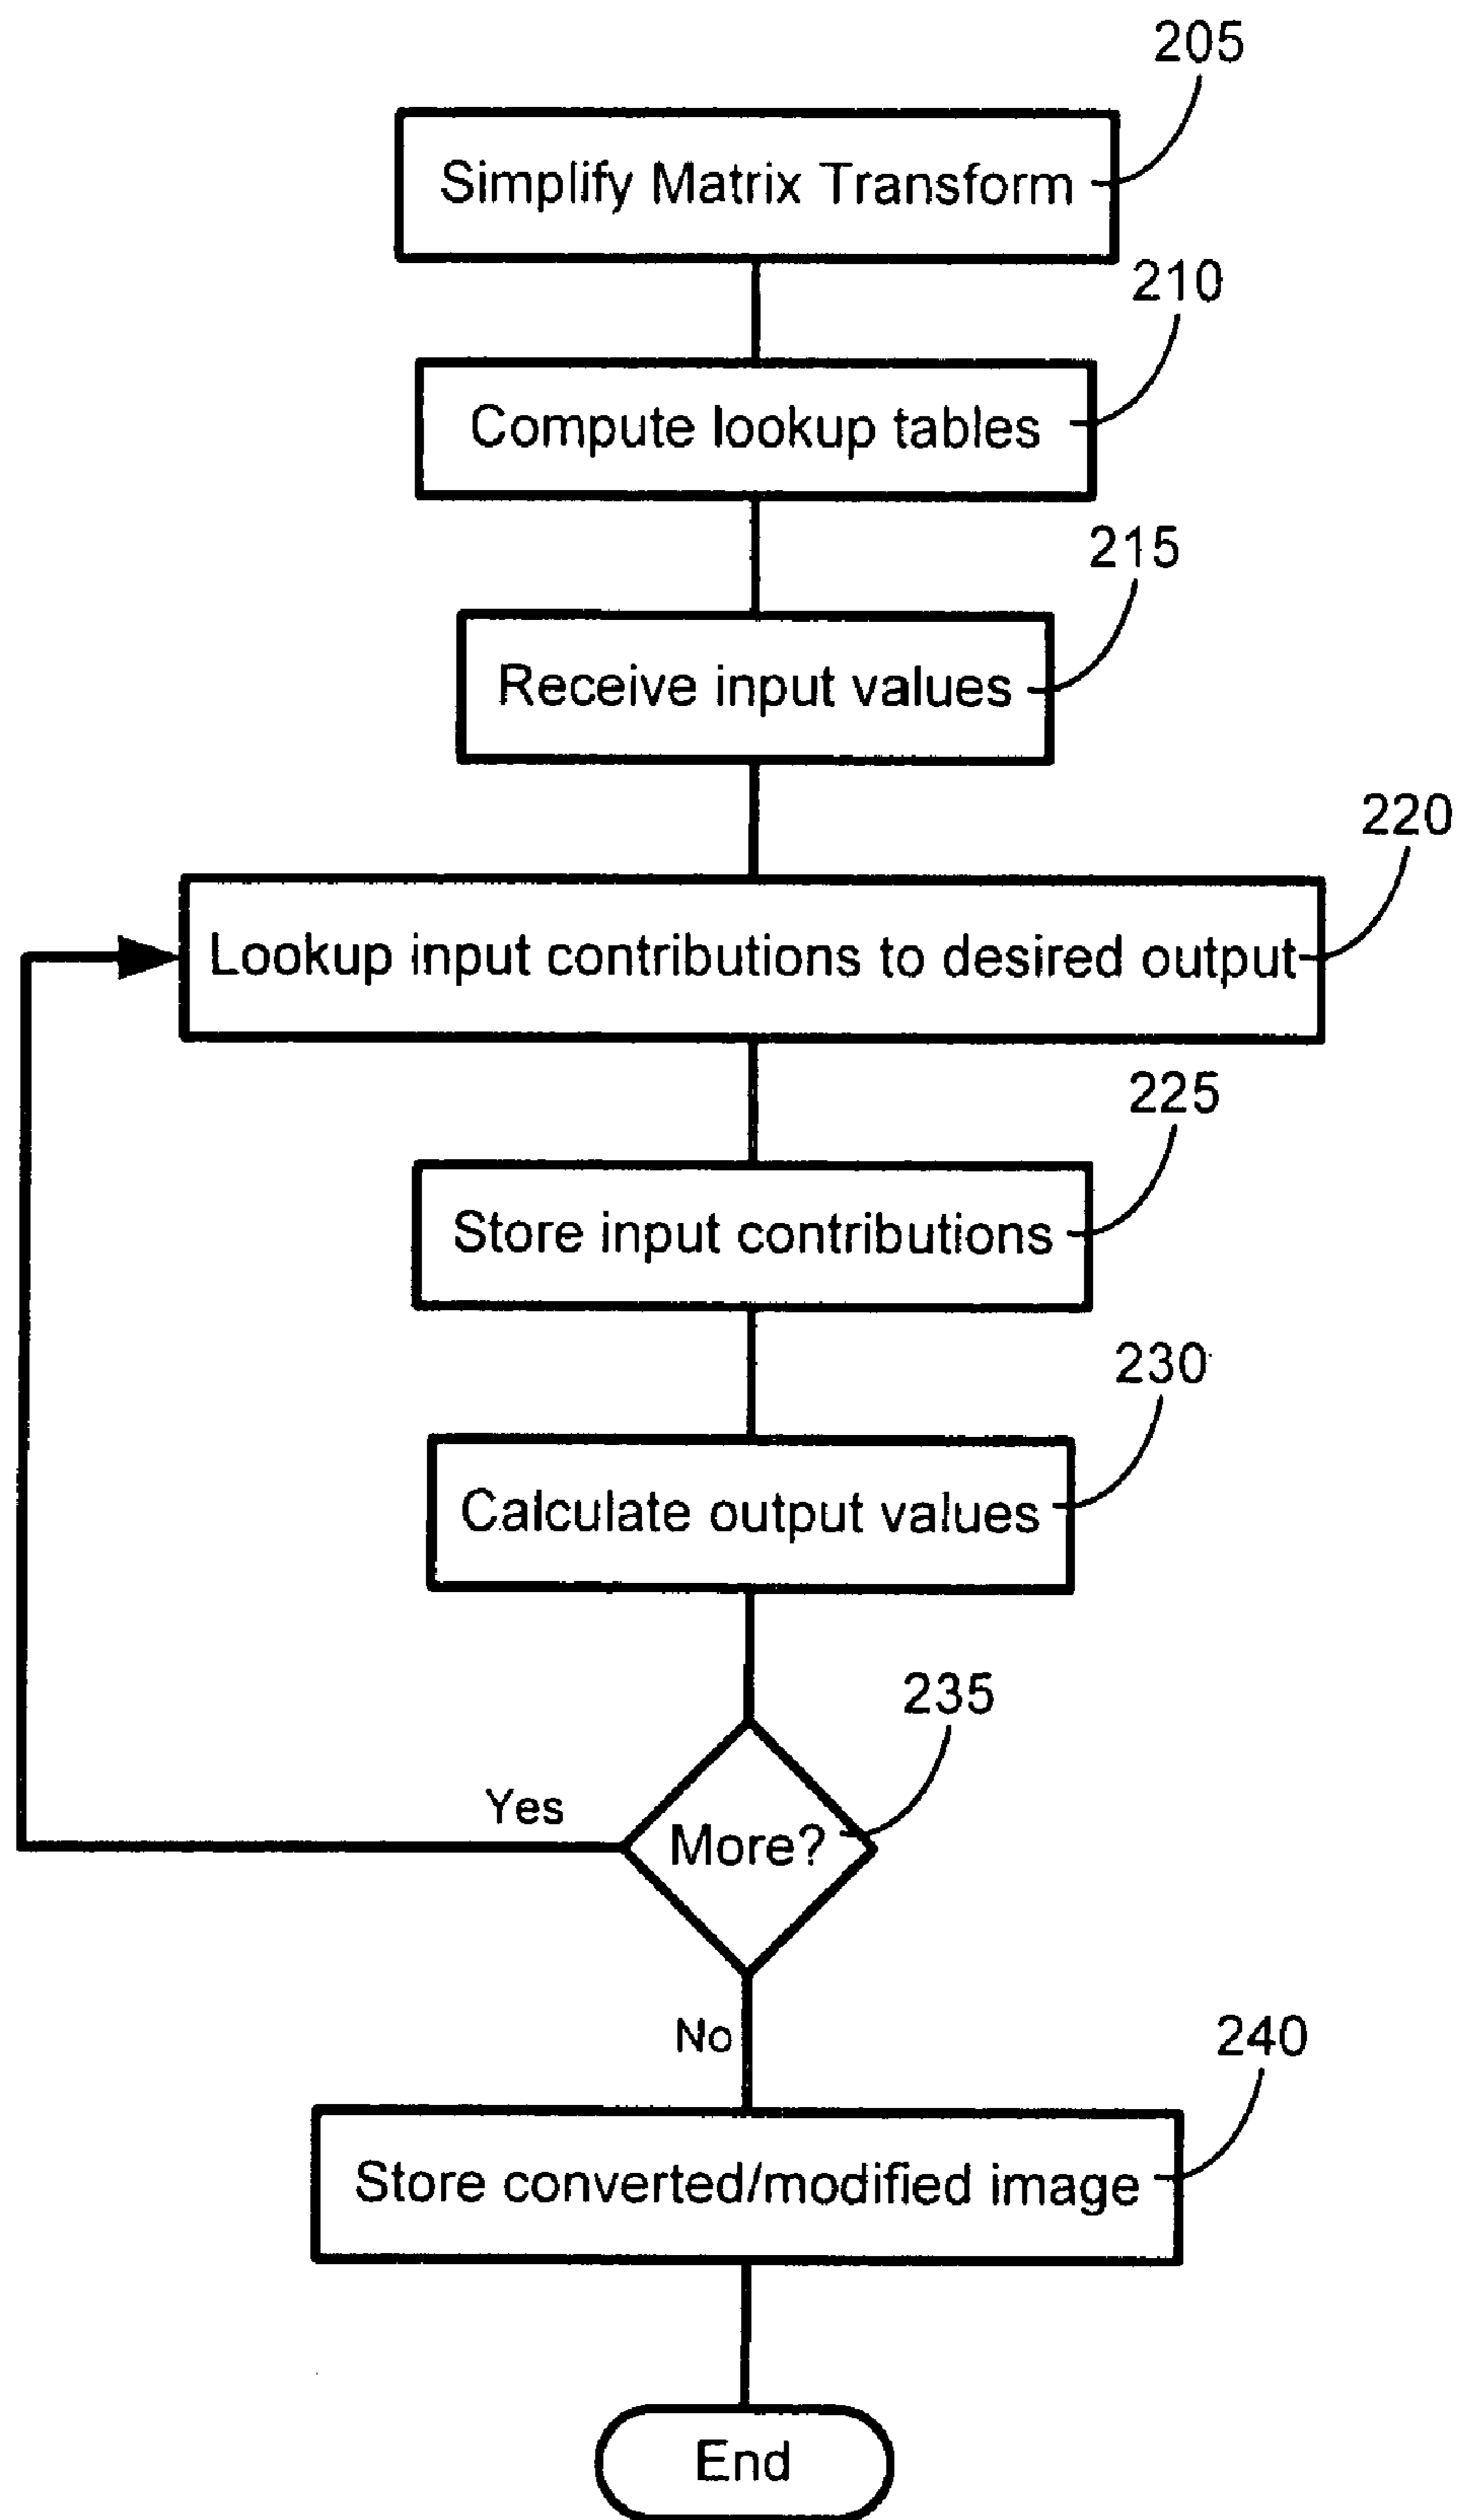 205
Simplify Matrix Transform
210
Compute lookup tables
215
Receive input values
220
Lookup input contributions to desired output
225
Store input contributions
230
Calculate output values
235
Yes
More?
No
240
Store converted/modified image
End